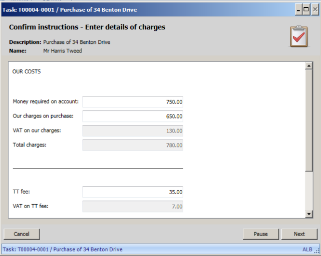 Task: T00004-0001 / Purchase of 34 Benton Drive
Confirm instructions - Enter details of charges
Description: Purchase of 34 Benton Drive
Name: Mr Harris Tweed
OUR COSTS
Money required on account: 750.00
Our charges on purchase: 650.00
VAT on our charges: 130.00
Total charges: 780.00
TT fee: 35.00
VAT on TT fee: 7.00
Cancel Pause Next
Task: T00004-0001 / Purchase of 34 Benton Drive ALB